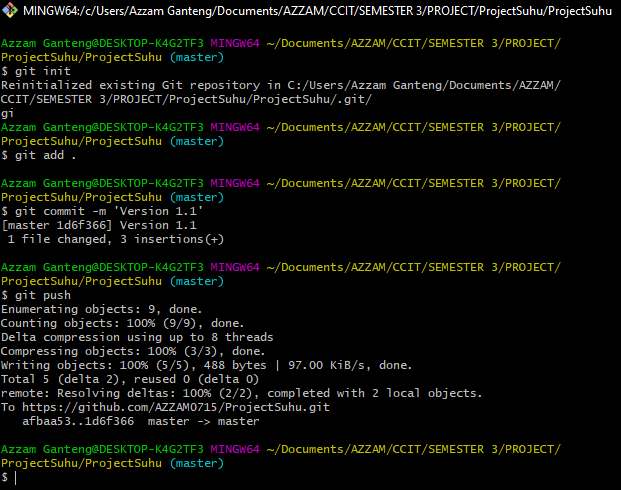 MINGW64:/c/Users/Azzam Ganteng/Documents/AZZAM/CCIT/SEMESTER 3/PROJECT/ProjectSuhu/ProjectSuhu
Azzam Ganteng@DESKTOP-K4G2TF3 MINGW64 ~/Documents/AZZAM/CCIT/SEMESTER 3/PROJECT/
ProjectSuhu/ProjectSuhu (master)
$ git init
Reinitialized existing Git repository in C:/Users/Azzam Ganteng/Documents/AZZAM/
CCIT/SEMESTER 3/PROJECT/ProjectSuhu/ProjectSuhu/.git/
gi
Azzam Ganteng@DESKTOP-K4G2TF3 MINGW64 ~/Documents/AZZAM/CCIT/SEMESTER 3/PROJECT/
ProjectSuhu/ProjectSuhu (master)
$ git add .
Azzam Ganteng@DESKTOP-K4G2TF3 MINGW64 ~/Documents/AZZAM/CCIT/SEMESTER 3/PROJECT/
ProjectSuhu/ProjectSuhu (master)
$ git commit -m 'Version 1.1'
[master 1d6f366] Version 1.1
 1 file changed, 3 insertions(+)
Azzam Ganteng@DESKTOP-K4G2TF3 MINGW64 ~/Documents/AZZAM/CCIT/SEMESTER 3/PROJECT/
ProjectSuhu/ProjectSuhu (master)
$ git push
Enumerating objects: 9, done.
Counting objects: 100% (9/9), done.
Delta compression using up to 8 threads
Compressing objects: 100% (3/3), done.
Writing objects: 100% (5/5), 488 bytes | 97.00 KiB/s, done.
Total 5 (delta 2), reused 0 (delta 0)
remote: Resolving deltas: 100% (2/2), completed with 2 local objects.
To https://github.com/AZZAM0715/ProjectSuhu.git
   afbaa53..1d6f366  master -> master
Azzam Ganteng@DESKTOP-K4G2TF3 MINGW64 ~/Documents/AZZAM/CCIT/SEMESTER 3/PROJECT/
ProjectSuhu/ProjectSuhu (master)
$